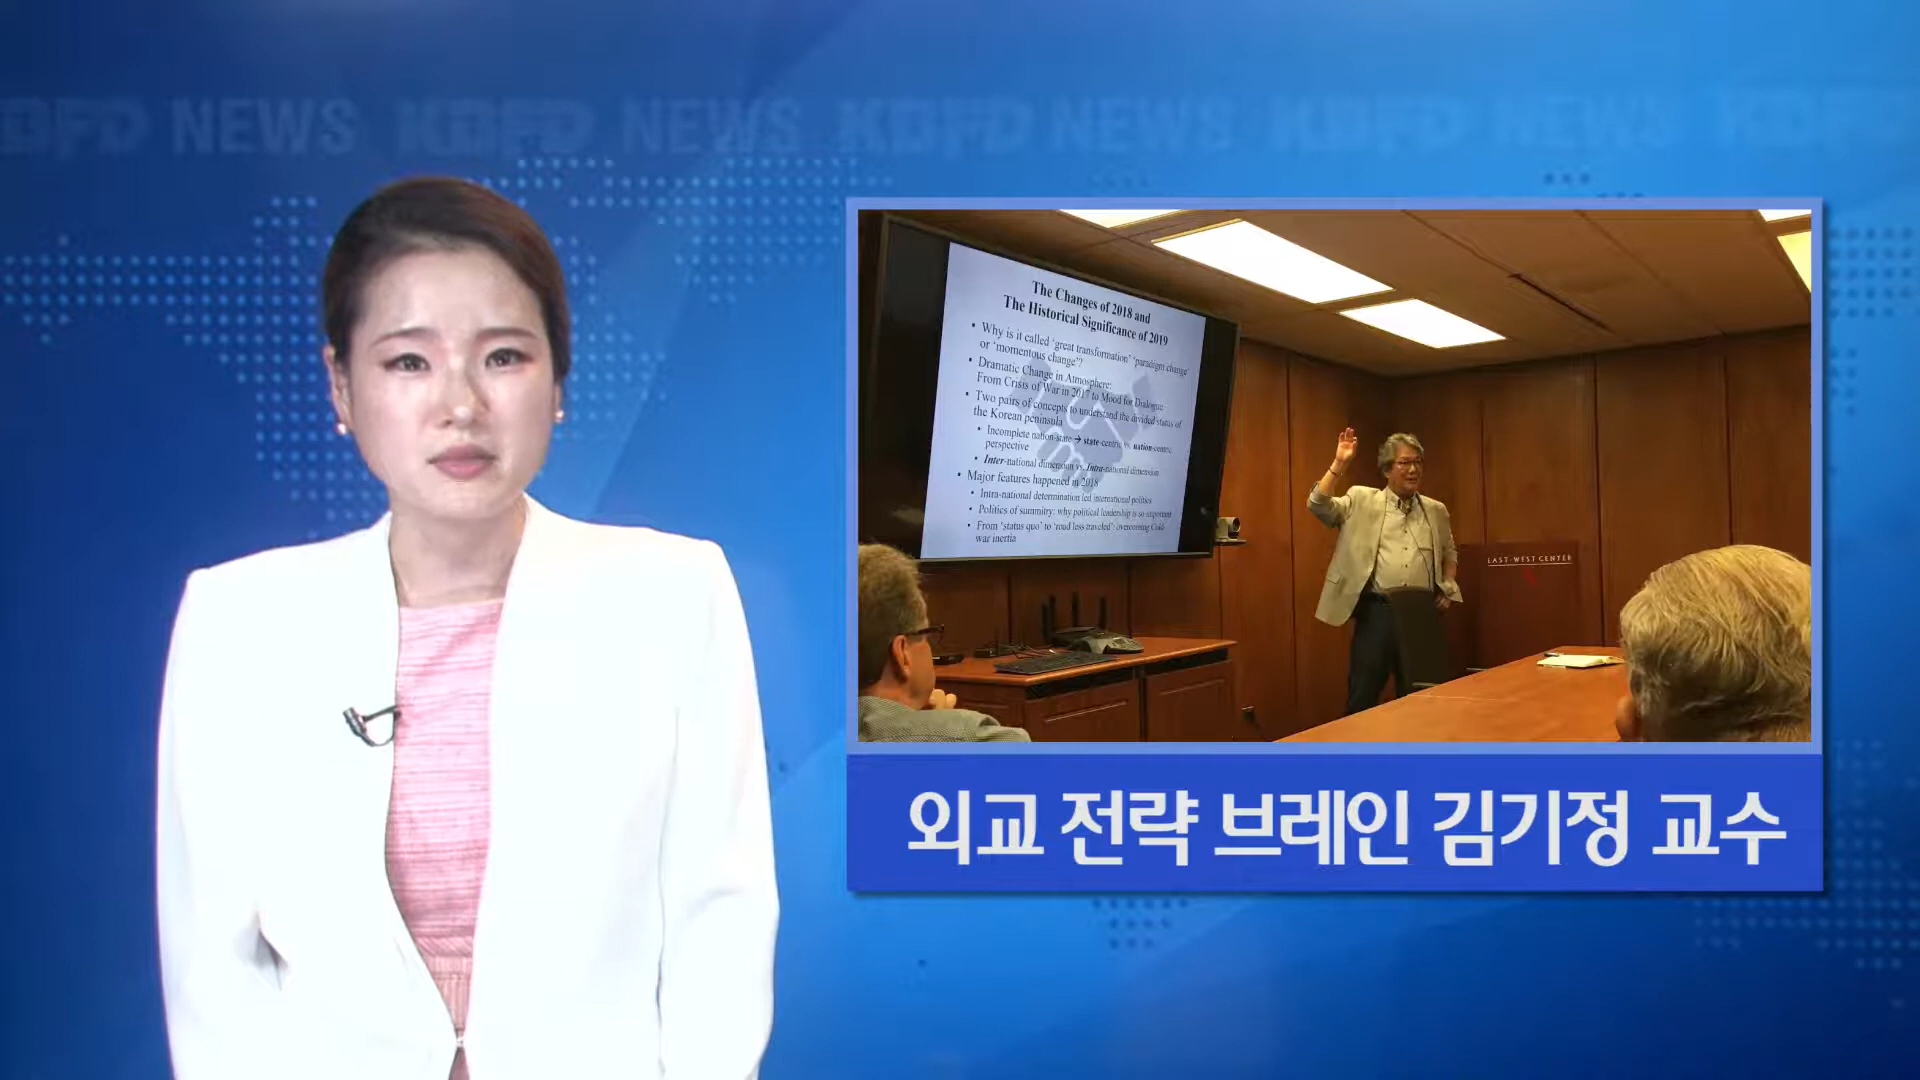 NEWS KBFD NEWS KBFD NEWS KBFD NEWS
The Changes of 2018 and
The Historical Significance of 2019
• Why is it called ‘great transformation’ ‘paradigm change’
or ‘momentous change’?
• Dramatic Change in Atmosphere:
From Crisis of War in 2017 to Mood for Dialogue
• Two pairs of concepts to understand the divided status of
the Korean peninsula
• Incomplete nation-state → state-centric vs. nation-centric
perspective
• Inter-national dimension vs. Intra-national dimension
• Major features happened in 2018
• Intra-national determination led international politics
• Politics of summitry: why political leadership is so important
• From ‘status quo’ to ‘road less traveled’: overcoming Cold
war inertia
EAST-WEST CENTER
외교 전략 브레인 김기정 교수